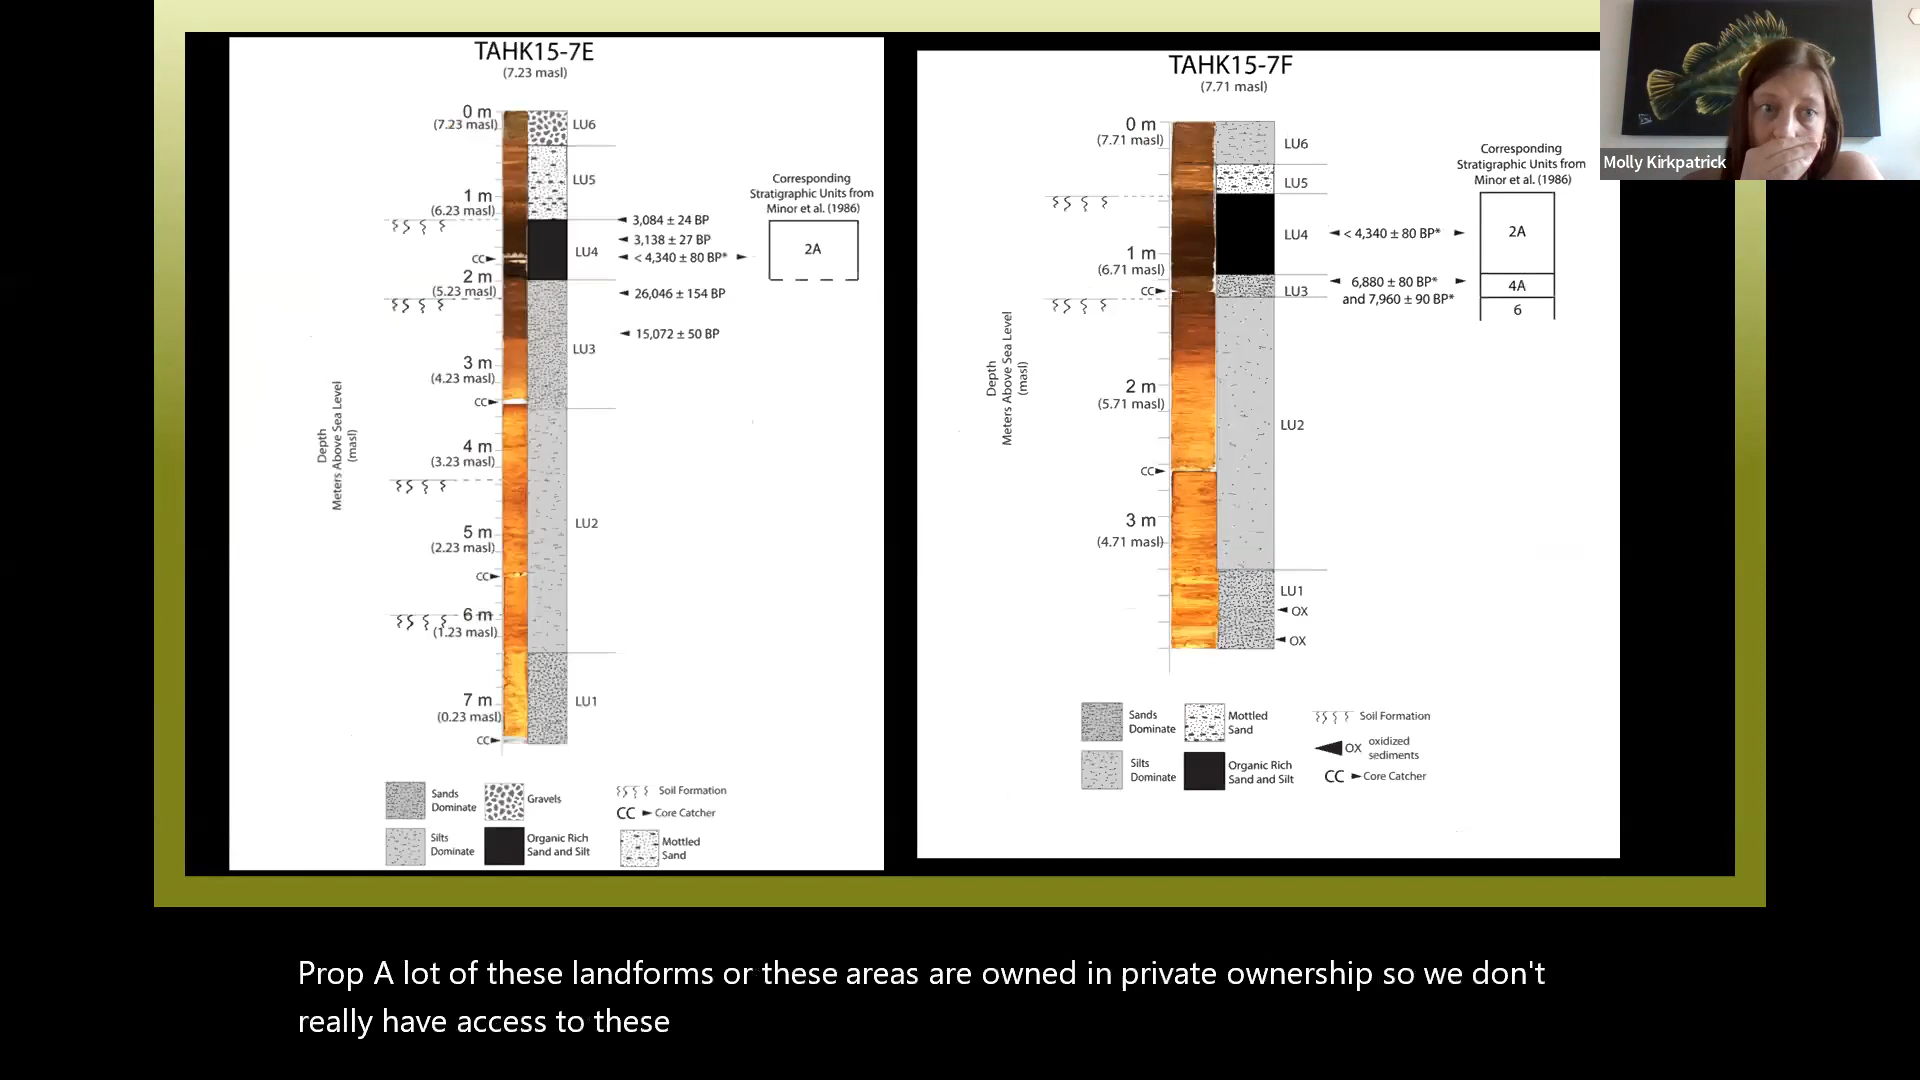 TAHK15-7E
(7.23 masl)
0 m
(7.23 masl)
LU6
LU5
1 m
(6.23 masl)
3,084 ± 24 BP
3,138 ± 27 BP
LU4
< 4,340 ± 80 BP*
CC
2 m
(5.23 masl)
26,046 ± 154 BP
15,072 ± 50 BP
LU3
3 m
(4.23 masl)
CC
4 m
(3.23 masl)
LU2
5 m
(2.23 masl)
CC
6 m
(1.23 masl)
LU1
7 m
(0.23 masl)
CC
Depth
Meters Above Sea Level
(masl)
Corresponding
Stratigraphic Units from
Minor et al. (1986)
2A
Sands
Dominate
Gravels
Soil Formation
CC Core Catcher
Silts
Dominate
Organic Rich
Sand and Silt
Mottled
Sand
TAHK15-7F
(7.71 masl)
0 m
(7.71 masl)
LU6
LU5
LU4
< 4,340 ± 80 BP*
1 m
(6.71 masl)
CC
LU3
6,880 ± 80 BP*
and 7,960 ± 90 BP*
2 m
(5.71 masl)
LU2
CC
3 m
(4.71 masl)
LU1
OX
OX
Depth
Meters Above Sea Level
(masl)
Corresponding
Stratigraphic Units from
Minor et al. (1986)
2A
4A
6
Sands
Dominate
Mottled
Sand
Soil Formation
OX oxidized
sediments
Silts
Dominate
Organic Rich
Sand and Silt
CC Core Catcher
Molly Kirkpatrick
Prop A lot of these landforms or these areas are owned in private ownership so we don't
really have access to these